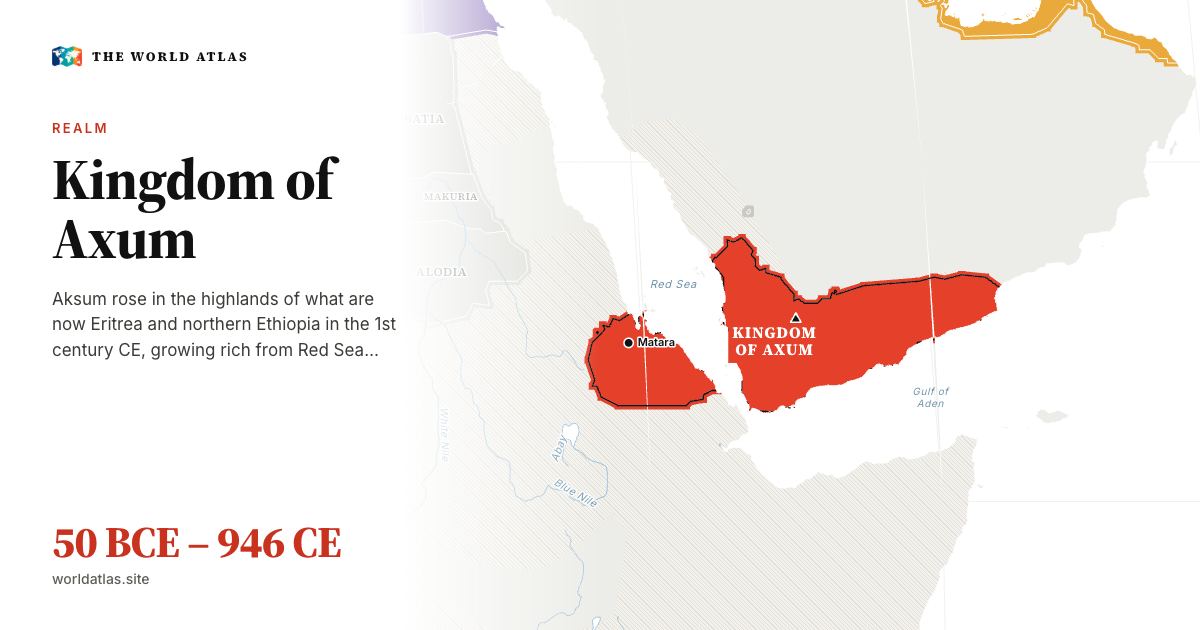 THE WORLD ATLAS
REALM
Kingdom of
Axum
Aksum rose in the highlands of what are
now Eritrea and northern Ethiopia in the 1st
century CE, growing rich from Red Sea...
50 BCE – 946 CE
worldatlas.site
MAKURIA
ALODIA
White Nile
Abay
Blue Nile
Red Sea
Matara
KINGDOM
OF AXUM
Gulf of
Aden